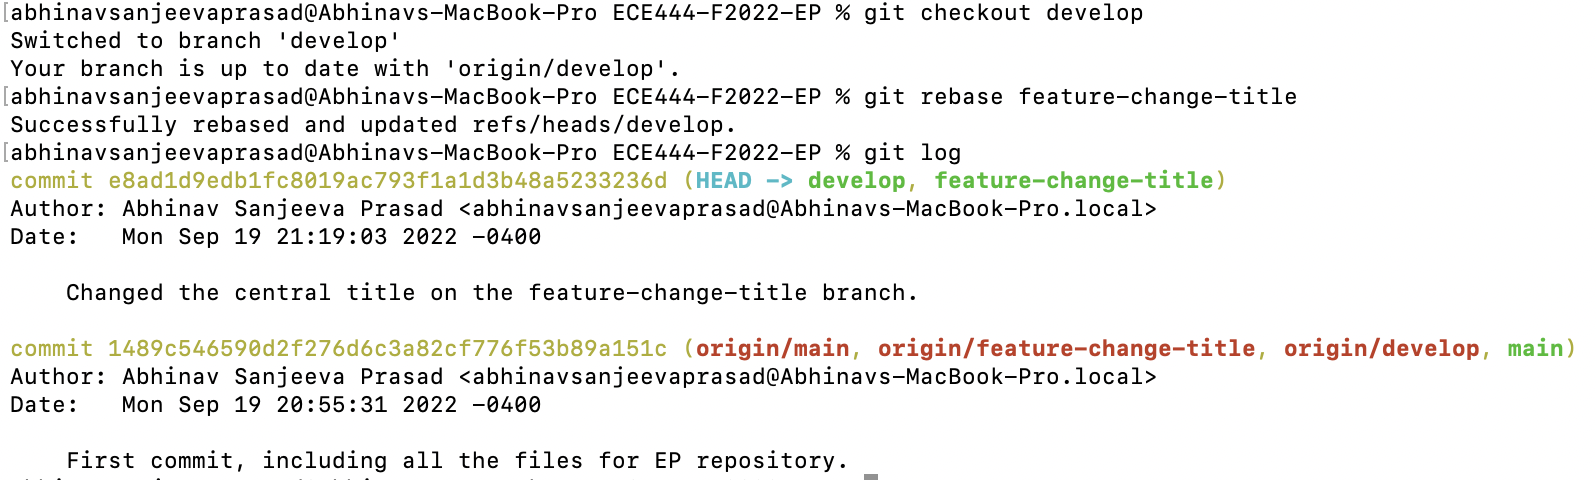 [abhinavsanjeevaprasad@Abhinavs-MacBook-Pro ECE444-F2022-EP % git checkout develop
Switched to branch 'develop'
Your branch is up to date with 'origin/develop'.
[abhinavsanjeevaprasad@Abhinavs-MacBook-Pro ECE444-F2022-EP % git rebase feature-change-title
Successfully rebased and updated refs/heads/develop.
[abhinavsanjeevaprasad@Abhinavs-MacBook-Pro ECE444-F2022-EP % git log
commit e8ad1d9edb1fc8019ac793f1a1d3b48a5233236d (HEAD -> develop, feature-change-title)
Author: Abhinav Sanjeeva Prasad <abhinavsanjeevaprasad@Abhinavs-MacBook-Pro.local>
Date:   Mon Sep 19 21:19:03 2022 -0400
    Changed the central title on the feature-change-title branch.
commit 1489c546590d2f276d6c3a82cf776f53b89a151c (origin/main, origin/feature-change-title, origin/develop, main)
Author: Abhinav Sanjeeva Prasad <abhinavsanjeevaprasad@Abhinavs-MacBook-Pro.local>
Date:   Mon Sep 19 20:55:31 2022 -0400
    First commit, including all the files for EP repository.